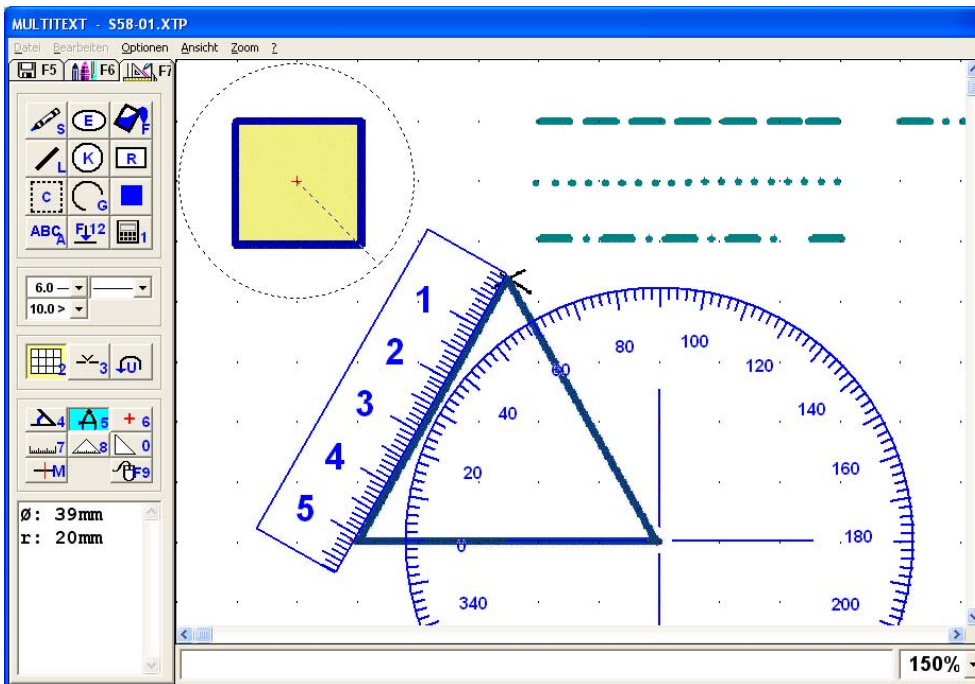 MULTITEXT - S58-01.XTP
Datei Bearbeiten Optionen Ansicht Zoom ?
F5 F6 F7
S E F
L K R
C G
ABC A F 12 1
6.0
10.0 >
2 3 U
4 5 + 6
7 8 0
M F9
Ø: 39mm
r: 20mm
1
2
3
4
5
0
20
40
60
80
100
120
140
160
180
200
340
150%